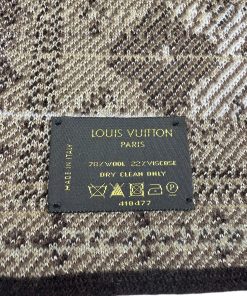 LOUIS VUITTON
PARIS
MADE IN ITALY
78%WOOL 22%VISCOSE
DRY CLEAN ONLY
P
410477